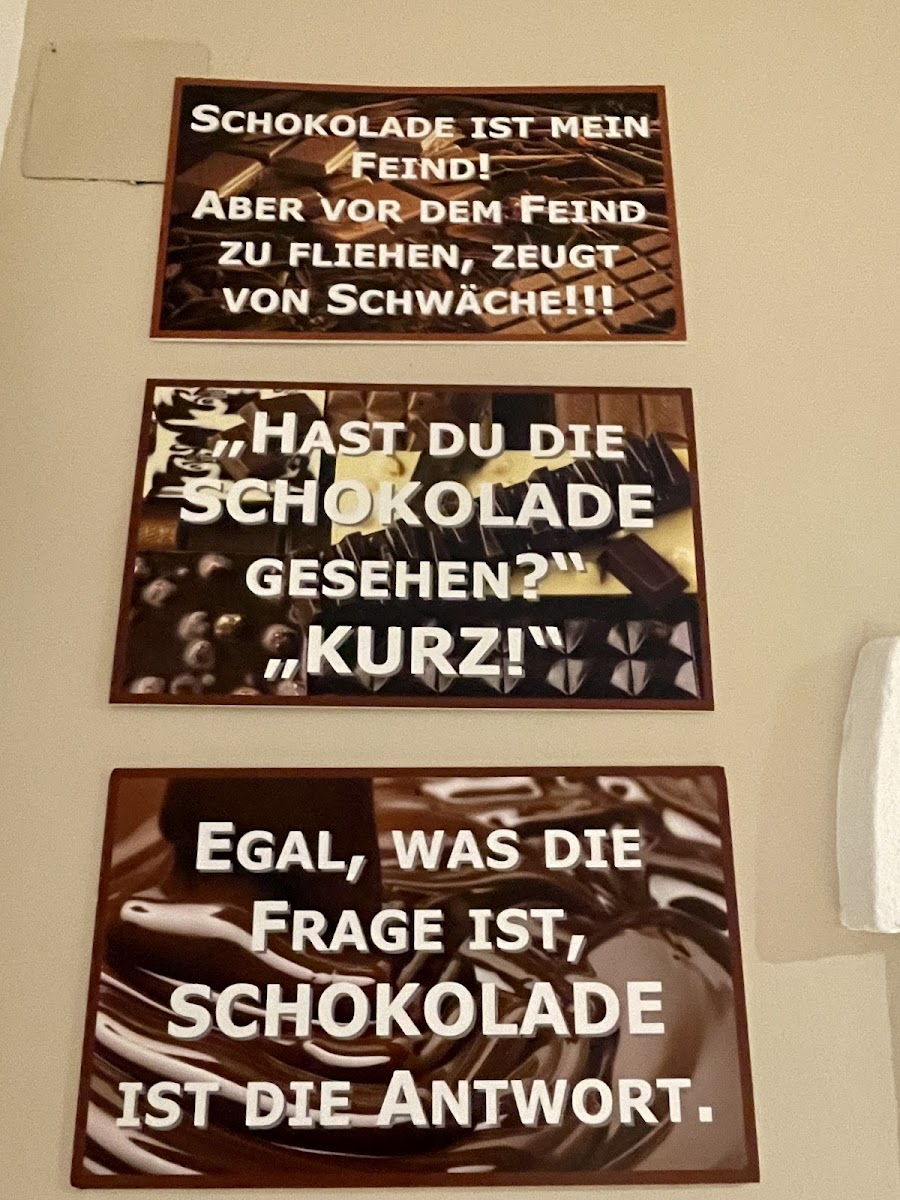 SCHOKOLADE IST MEIN
FEIND!
ABER VOR DEM FEIND
ZU FLIEHEN, ZEUGT
VON SCHWÄCHE!!!
„HAST DU DIE
SCHOKOLADE
GESEHEN?“
„KURZ!“
EGAL, WAS DIE
FRAGE IST,
SCHOKOLADE
IST DIE ANTWORT.